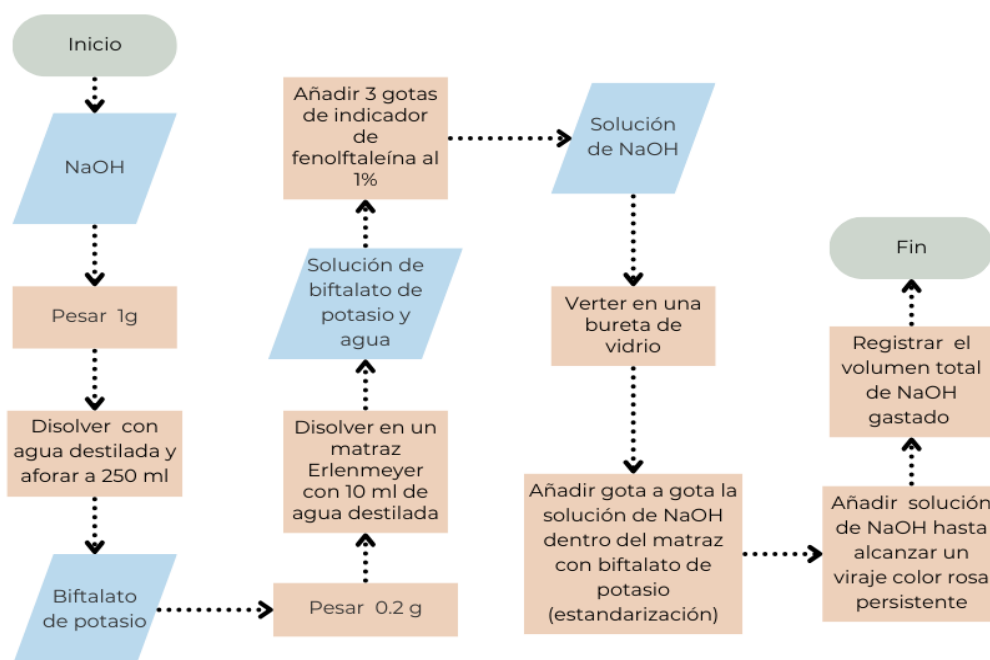 Inicio
NaOH
Pesar 1g
Disolver con
agua destilada y
aforar a 250 ml
Biftalato
de potasio
Pesar 0.2 g
Disolver en un
matraz
Erlenmeyer
con 10 ml de
agua destilada
Solución de
biftalato de
potasio y
agua
Añadir 3 gotas
de indicador
de
fenolftaleína al
1%
Solución
de NaOH
Verter en una
bureta de
vidrio
Añadir gota a gota la
solución de NaOH
dentro del matraz
con biftalato de
potasio
(estandarización)
Añadir solución
de NaOH hasta
alcanzar un
viraje color rosa
persistente
Registrar el
volumen total
de NaOH
gastado
Fin